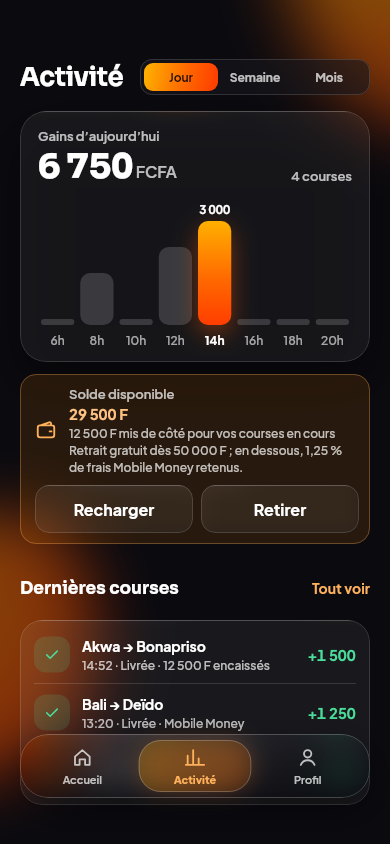 Activité
Jour
Semaine
Mois
Gains d’aujourd’hui
6 750 FCFA
4 courses
3 000
6h
8h
10h
12h
14h
16h
18h
20h
Solde disponible
29 500 F
12 500 F mis de côté pour vos courses en cours
Retrait gratuit dès 50 000 F ; en dessous, 1,25 %
de frais Mobile Money retenus.
Recharger
Retirer
Dernières courses
Tout voir
Akwa → Bonapriso
14:52 · Livrée · 12 500 F encaissés
+1 500
Bali → Deïdo
13:20 · Livrée · Mobile Money
+1 250
Accueil
Activité
Profil